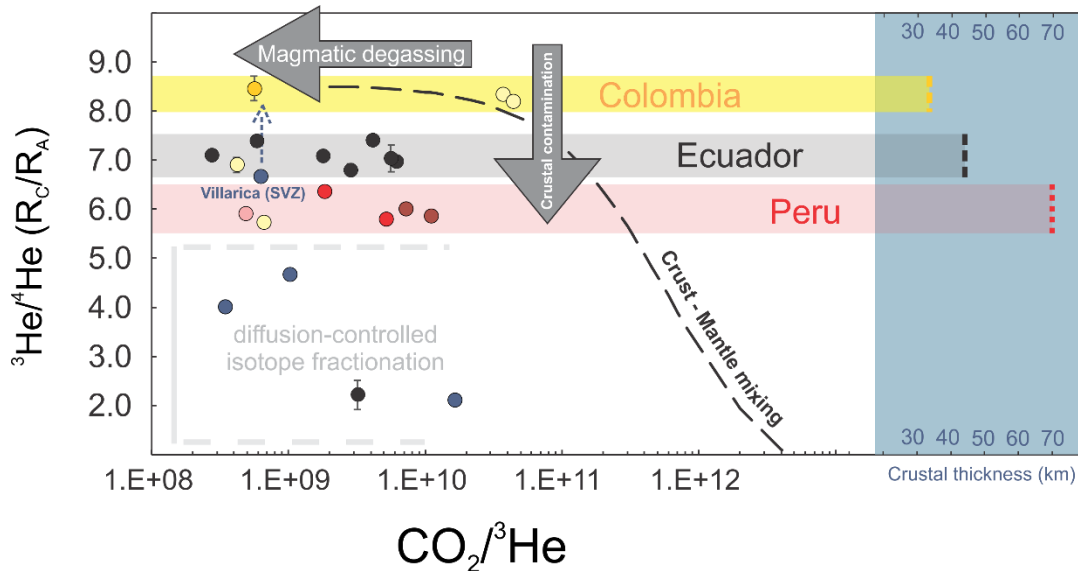 30 40 50 60 70
Magmatic degassing
9.0
8.0
7.0
6.0
5.0
4.0
3.0
2.0
³He/⁴He (R_C/R_A)
Colombia
Crustal contamination
Ecuador
Villarica (SVZ)
Peru
diffusion-controlled
isotope fractionation
Crust - Mantle mixing
30 40 50 60 70
Crustal thickness (km)
1.E+08 1.E+09 1.E+10 1.E+11 1.E+12
CO₂/³He